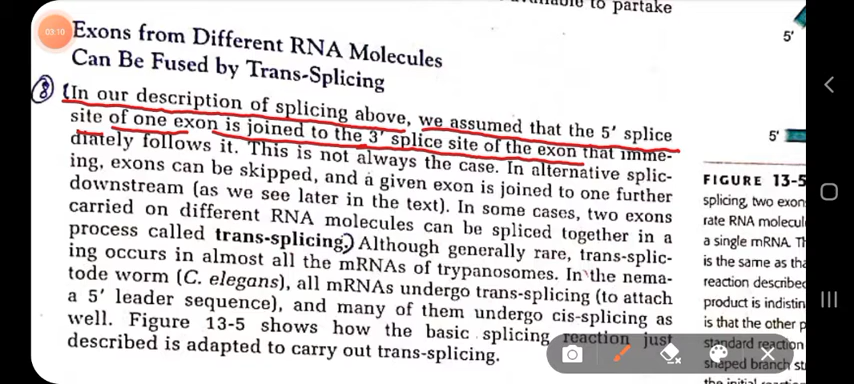 to partake
03:10
Exons from Different RNA Molecules
Can Be Fused by Trans-Splicing
8
(In our description of splicing above, we assumed that the 5′ splice
site of one exon is joined to the 3′ splice site of the exon that imme-
diately follows it. This is not always the case. In alternative splic-
ing, exons can be skipped, and a given exon is joined to one further
downstream (as we see later in the text). In some cases, two exons
carried on different RNA molecules can be spliced together in a
process called trans-splicing.) Although generally rare, trans-splic-
ing occurs in almost all the mRNAs of trypanosomes. In the nema-
tode worm (C. elegans), all mRNAs undergo trans-splicing (to attach
a 5′ leader sequence), and many of them undergo cis-splicing as
well. Figure 13-5 shows how the basic splicing reaction just
described is adapted to carry out trans-splicing.
5′
5′
FIGURE 13-5
splicing, two exon
rate RNA molecul
a single mRNA. Th
is the same as tha
reaction described
product is indistin
is that the other p
standard reaction
shaped branch st
the initial reaction